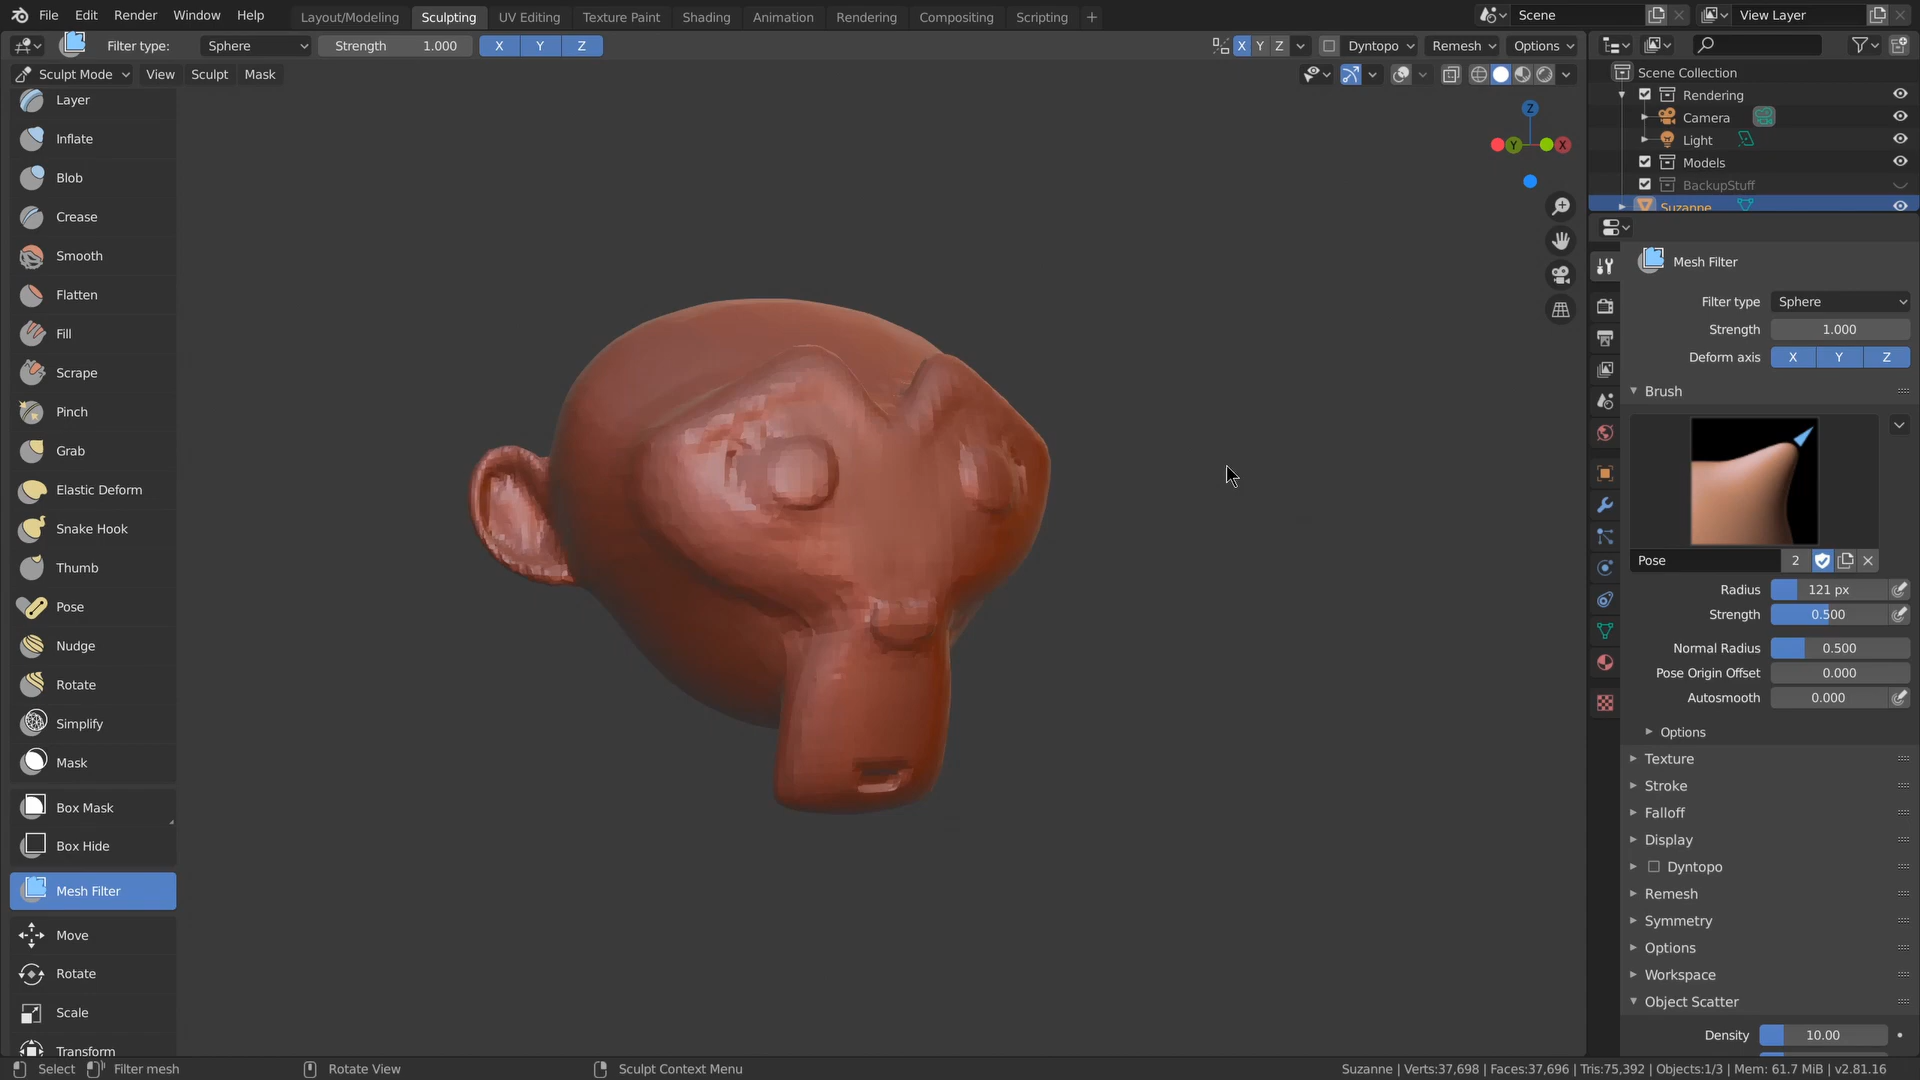 File Edit Render Window Help Layout/Modeling Sculpting UV Editing Texture Paint Shading Animation Rendering Compositing Scripting + Scene View Layer
Filter type: Sphere Strength 1.000 X Y Z X Y Z Dyntopo Remesh Options
Sculpt Mode View Sculpt Mask
Layer
Inflate
Blob
Crease
Smooth
Flatten
Fill
Scrape
Pinch
Grab
Elastic Deform
Snake Hook
Thumb
Pose
Nudge
Rotate
Simplify
Mask
Box Mask
Box Hide
Mesh Filter
Move
Rotate
Scale
Transform
Z
Y X
Scene Collection
Rendering
Camera
Light
Models
BackupStuff
Suzanne
Mesh Filter
Filter type Sphere
Strength 1.000
Deform axis X Y Z
Brush
Pose 2
Radius 121 px
Strength 0.500
Normal Radius 0.500
Pose Origin Offset 0.000
Autosmooth 0.000
Options
Texture
Stroke
Falloff
Display
Dyntopo
Remesh
Symmetry
Options
Workspace
Object Scatter
Density 10.00
Select Filter mesh Rotate View Sculpt Context Menu Suzanne | Verts:37,698 | Faces:37,696 | Tris:75,392 | Objects:1/3 | Mem: 61.7 MiB | v2.81.16